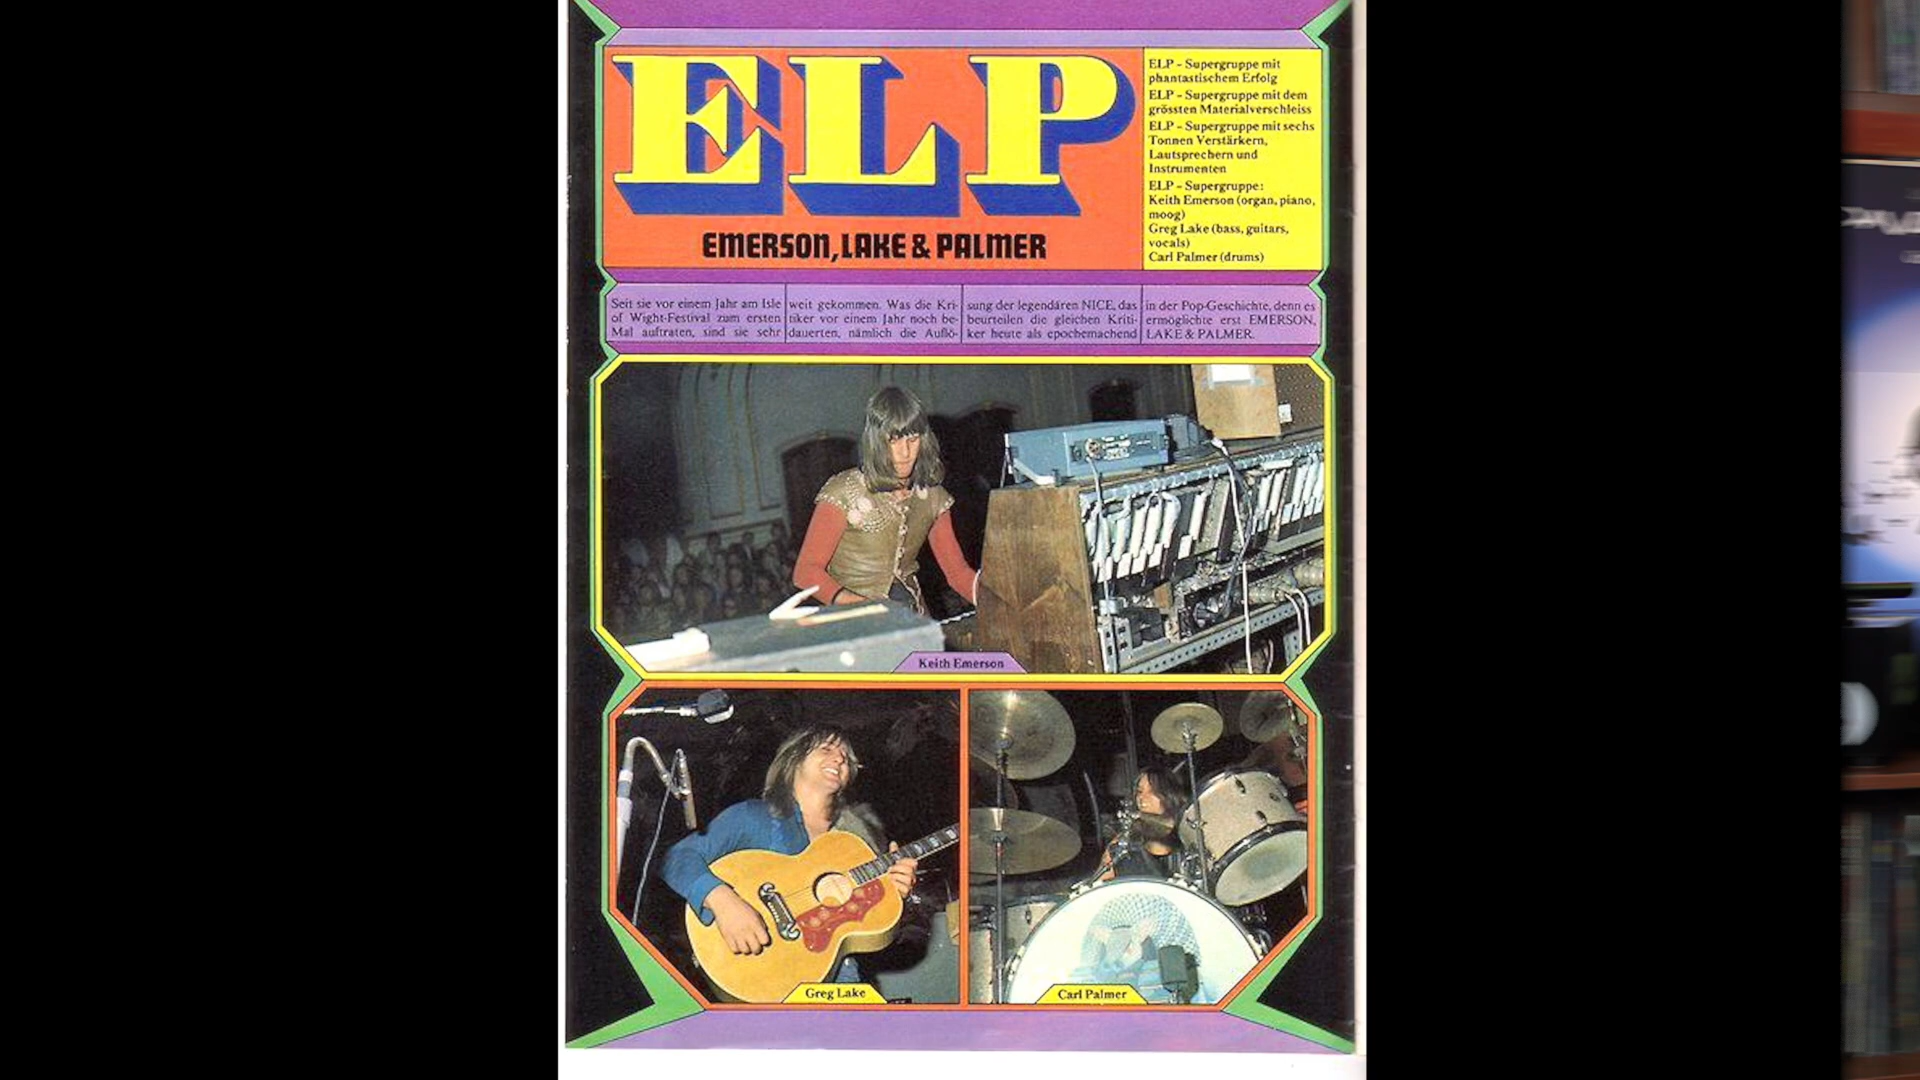 ELP
EMERSON, LAKE & PALMER
ELP – Supergruppe mit
phantastischem Erfolg
ELP – Supergruppe mit dem
grössten Materialverschleiss
ELP – Supergruppe mit sechs
Tonnen Verstärkern,
Lautsprechern und
Instrumenten
ELP – Supergruppe:
Keith Emerson (organ, piano,
moog)
Greg Lake (bass, guitars,
vocals)
Carl Palmer (drums)
Seit sie vor einem Jahr am Isle
of Wight-Festival zum ersten
Mal auftraten, sind sie sehr
weit gekommen. Was die Kri-
tiker vor einem Jahr noch be-
dauerten, nämlich die Auflö-
sung der legendären NICE, das
beurteilen die gleichen Kriti-
ker heute als epochemachend
in der Pop-Geschichte, denn es
ermöglichte erst EMERSON,
LAKE & PALMER.
Keith Emerson
Greg Lake
Carl Palmer